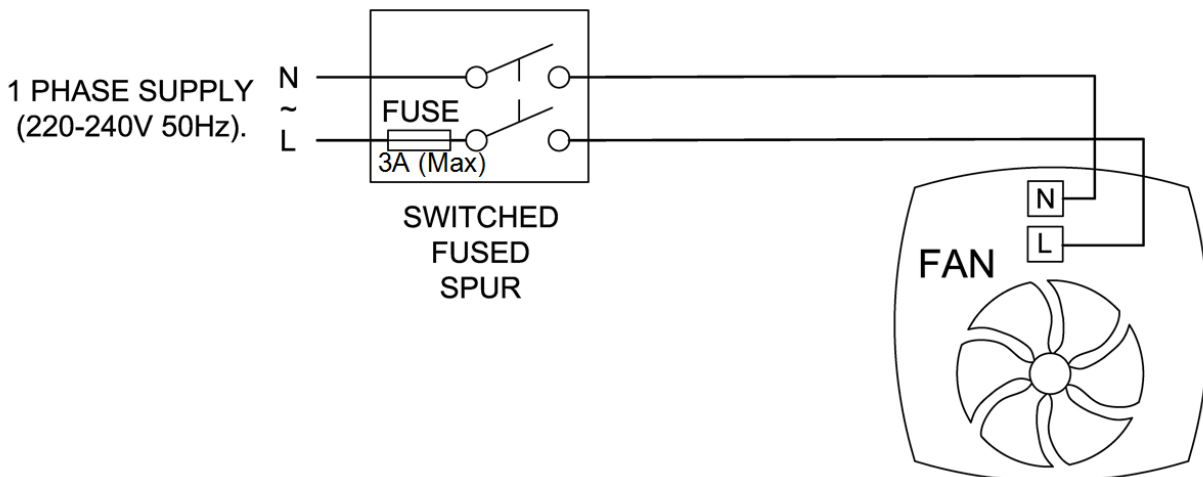 1 PHASE SUPPLY
(220-240V 50Hz).
N
~
L
FUSE
3A (Max)
SWITCHED
FUSED
SPUR
N
L
FAN